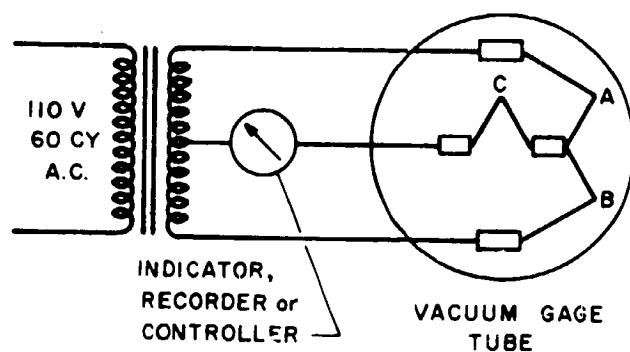 110 V
60 CY
A.C.
C
A
B
INDICATOR,
RECORDER or
CONTROLLER
VACUUM GAGE
TUBE